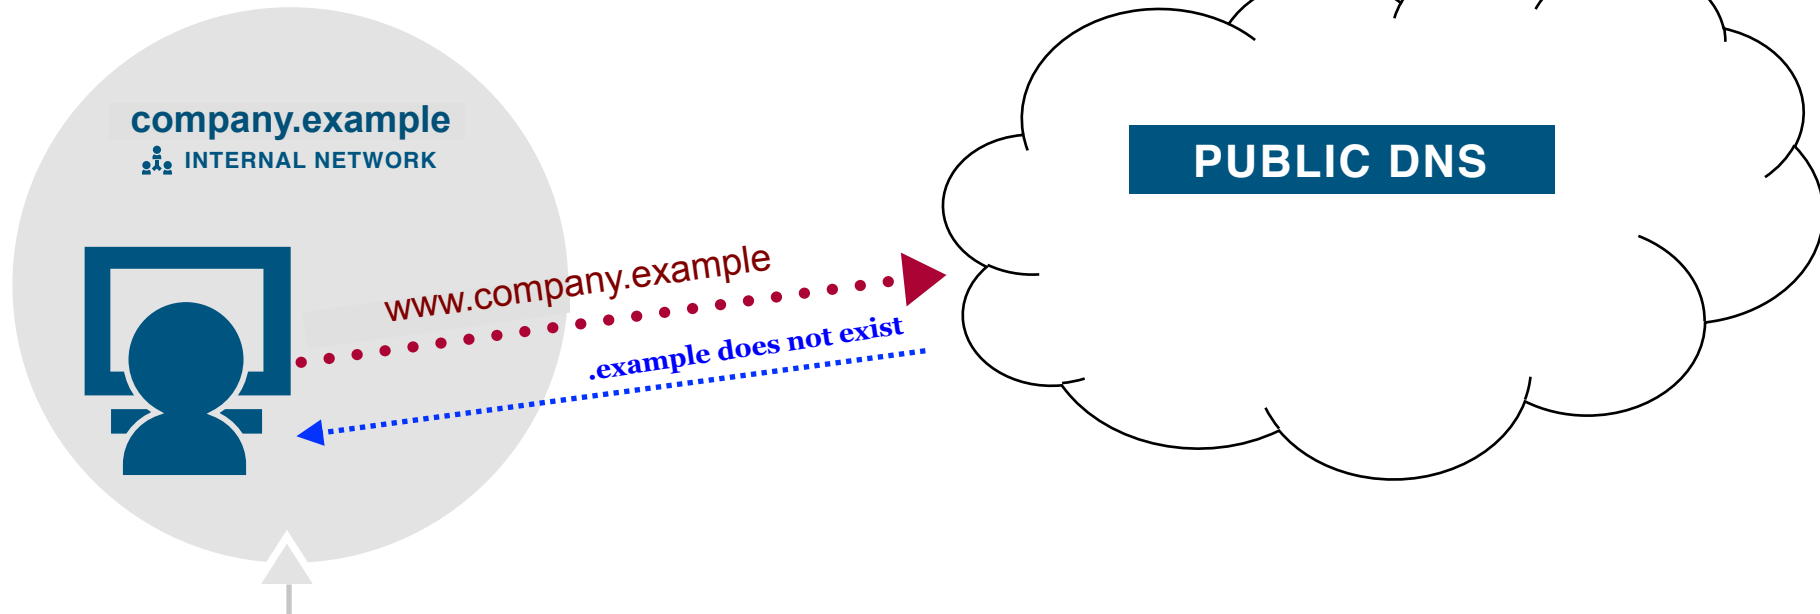 company.example
INTERNAL NETWORK
PUBLIC DNS
www.company.example
.example does not exist